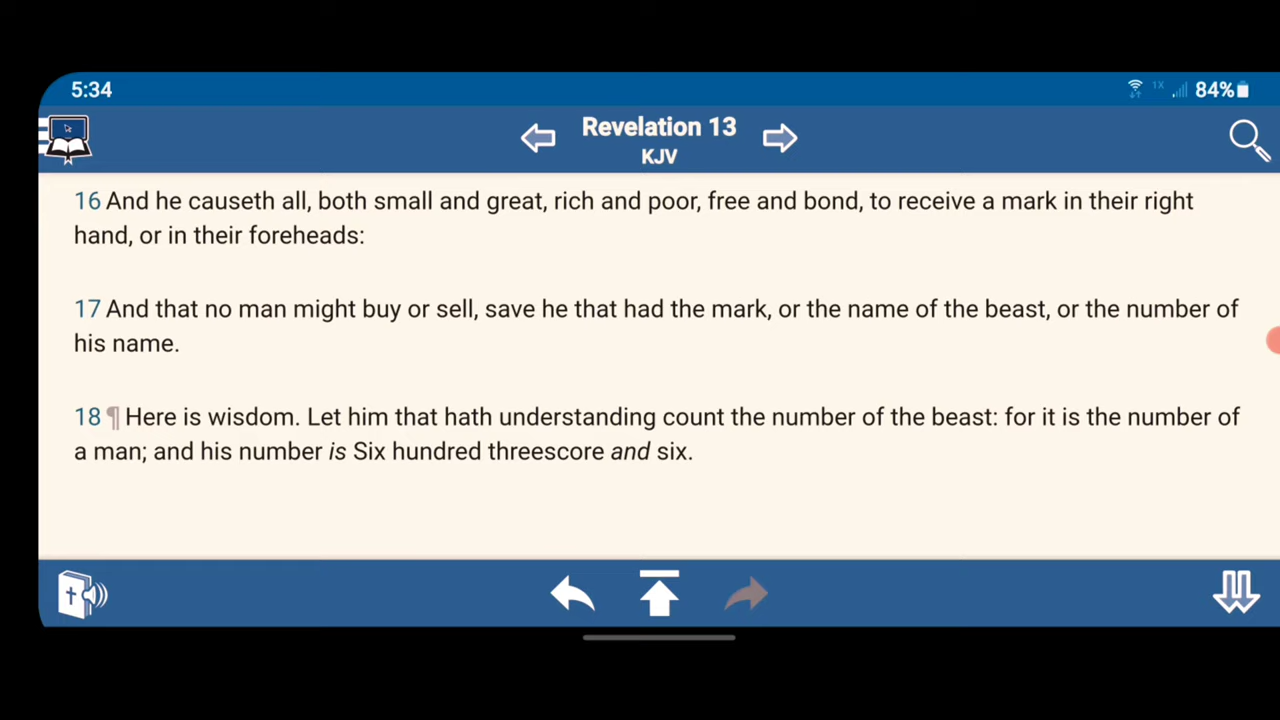 5:34
1X 84%
Revelation 13
KJV
16 And he causeth all, both small and great, rich and poor, free and bond, to receive a mark in their right
hand, or in their foreheads:
17 And that no man might buy or sell, save he that had the mark, or the name of the beast, or the number of
his name.
18 ¶ Here is wisdom. Let him that hath understanding count the number of the beast: for it is the number of
a man; and his number is Six hundred threescore and six.